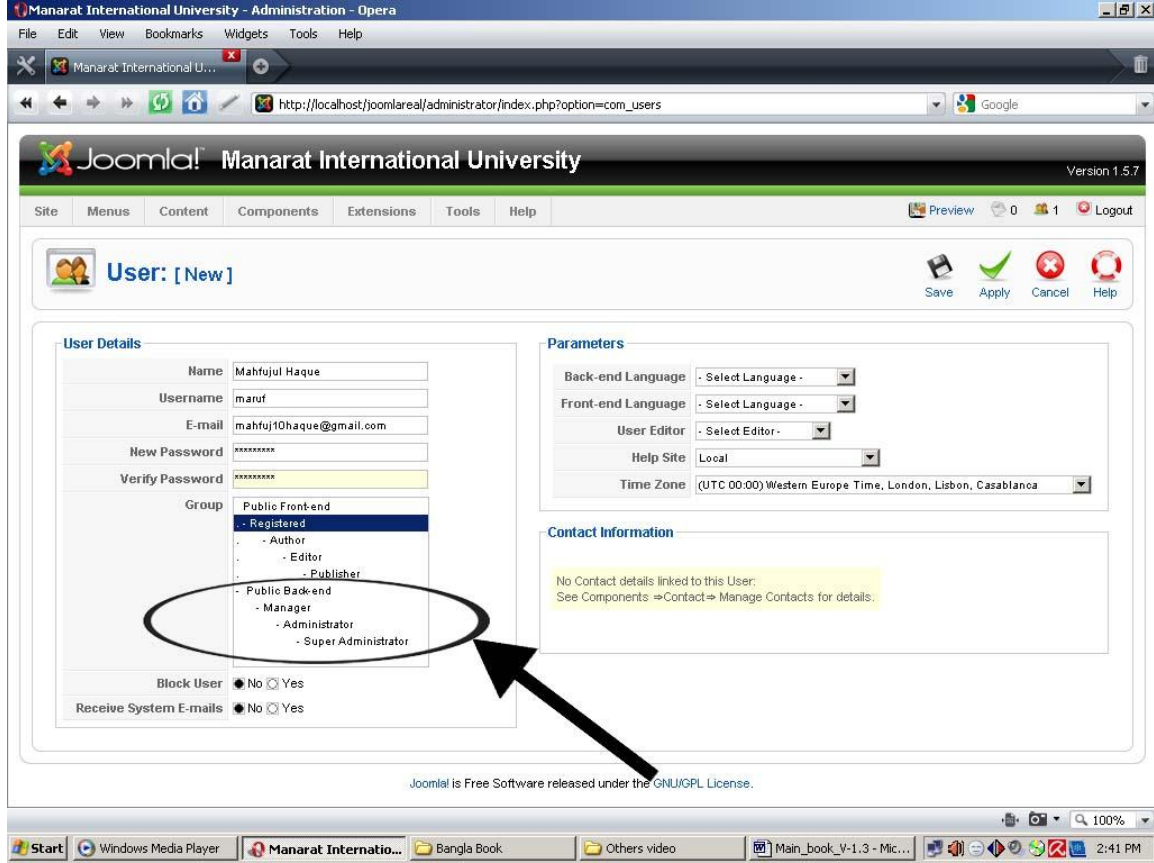 Manarat International University - Administration - Opera
File Edit View Bookmarks Widgets Tools Help
Manarat International U...
http://localhost/joomlareal/administrator/index.php?option=com_users
Google
Joomla! Manarat International University
Version 1.5.7
Site Menus Content Components Extensions Tools Help
Preview 0 1 Logout
User: [ New ]
Save Apply Cancel Help
User Details
Name Mahfujul Haque
Username maruf
E-mail mahfuj10haque@gmail.com
New Password *********
Verify Password *********
Group
Public Front-end
. - Registered
. - Author
. - Editor
. - Publisher
- Public Back-end
- Manager
- Administrator
- Super Administrator
Block User No Yes
Receive System E-mails No Yes
Parameters
Back-end Language - Select Language -
Front-end Language - Select Language -
User Editor - Select Editor -
Help Site Local
Time Zone (UTC 00:00) Western Europe Time, London, Lisbon, Casablanca
Contact Information
No Contact details linked to this User:
See Components ⇒Contact⇒ Manage Contacts for details.
Joomla! is Free Software released under the GNU/GPL License.
100%
Start Windows Media Player Manarat Internatio... Bangla Book Others video Main_book_V-1.3 - Mic... 2:41 PM